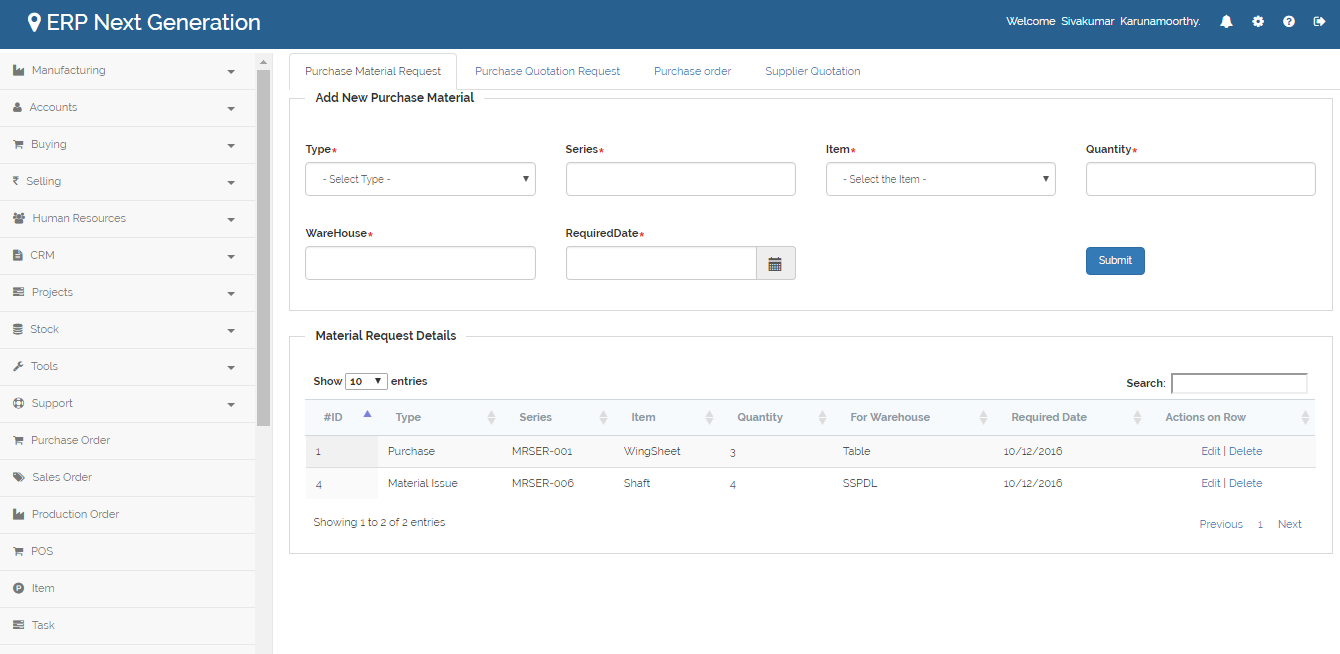 ERP Next Generation
Welcome Sivakumar Karunamoorthy.
Manufacturing
Accounts
Buying
Selling
Human Resources
CRM
Projects
Stock
Tools
Support
Purchase Order
Sales Order
Production Order
POS
Item
Task
Purchase Material Request Purchase Quotation Request Purchase order Supplier Quotation
Add New Purchase Material
Type* Series* Item* Quantity*
- Select Type - - Select the Item -
WareHouse* RequiredDate*
Submit
Material Request Details
Show 10 entries Search:
#ID Type Series Item Quantity For Warehouse Required Date Actions on Row
1 Purchase MRSER-001 WingSheet 3 Table 10/12/2016 Edit | Delete
4 Material Issue MRSER-006 Shaft 4 SSPDL 10/12/2016 Edit | Delete
Showing 1 to 2 of 2 entries Previous 1 Next